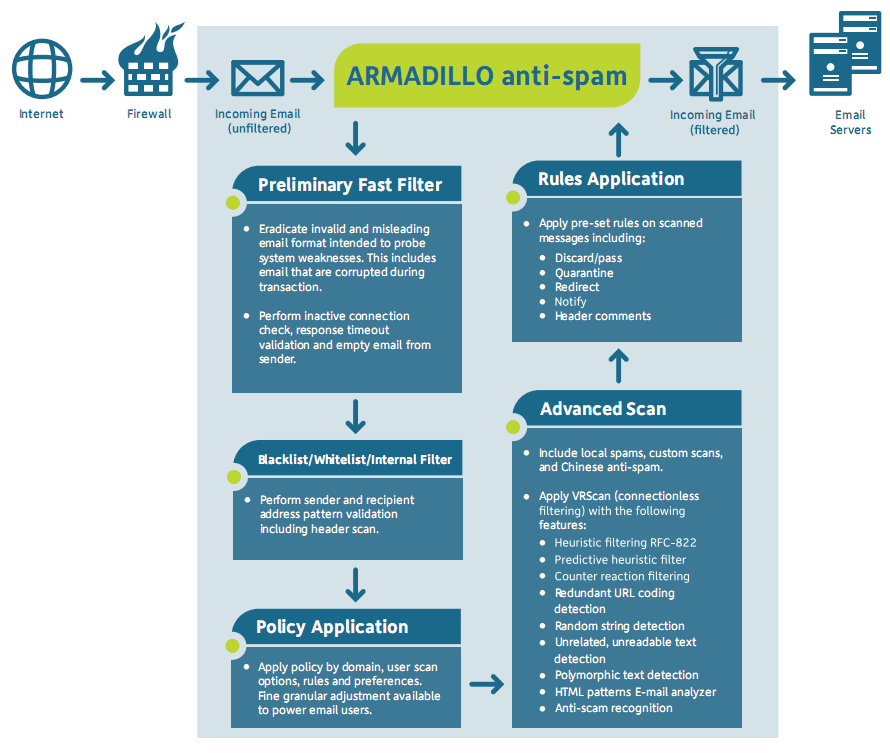 Internet
Firewall
Incoming Email
(unfiltered)
ARMADILLO anti-spam
Incoming Email
(filtered)
Email
Servers
Preliminary Fast Filter
• Eradicate invalid and misleading
email format intended to probe
system weaknesses. This includes
email that are corrupted during
transaction.
• Perform inactive connection
check, response timeout
validation and empty email from
sender.
Blacklist/Whitelist/Internal Filter
• Perform sender and recipient
address pattern validation
including header scan.
Policy Application
• Apply policy by domain, user scan
options, rules and preferences.
Fine granular adjustment available
to power email users.
Rules Application
• Apply pre-set rules on scanned
messages including:
• Discard/pass
• Quarantine
• Redirect
• Notify
• Header comments
Advanced Scan
• Include local spams, custom scans,
and Chinese anti-spam.
• Apply VRScan (connectionless
filtering) with the following
features:
• Heuristic filtering RFC-822
• Predictive heuristic filter
• Counter reaction filtering
• Redundant URL coding
detection
• Random string detection
• Unrelated, unreadable text
detection
• Polymorphic text detection
• HTML patterns E-mail analyzer
• Anti-scam recognition